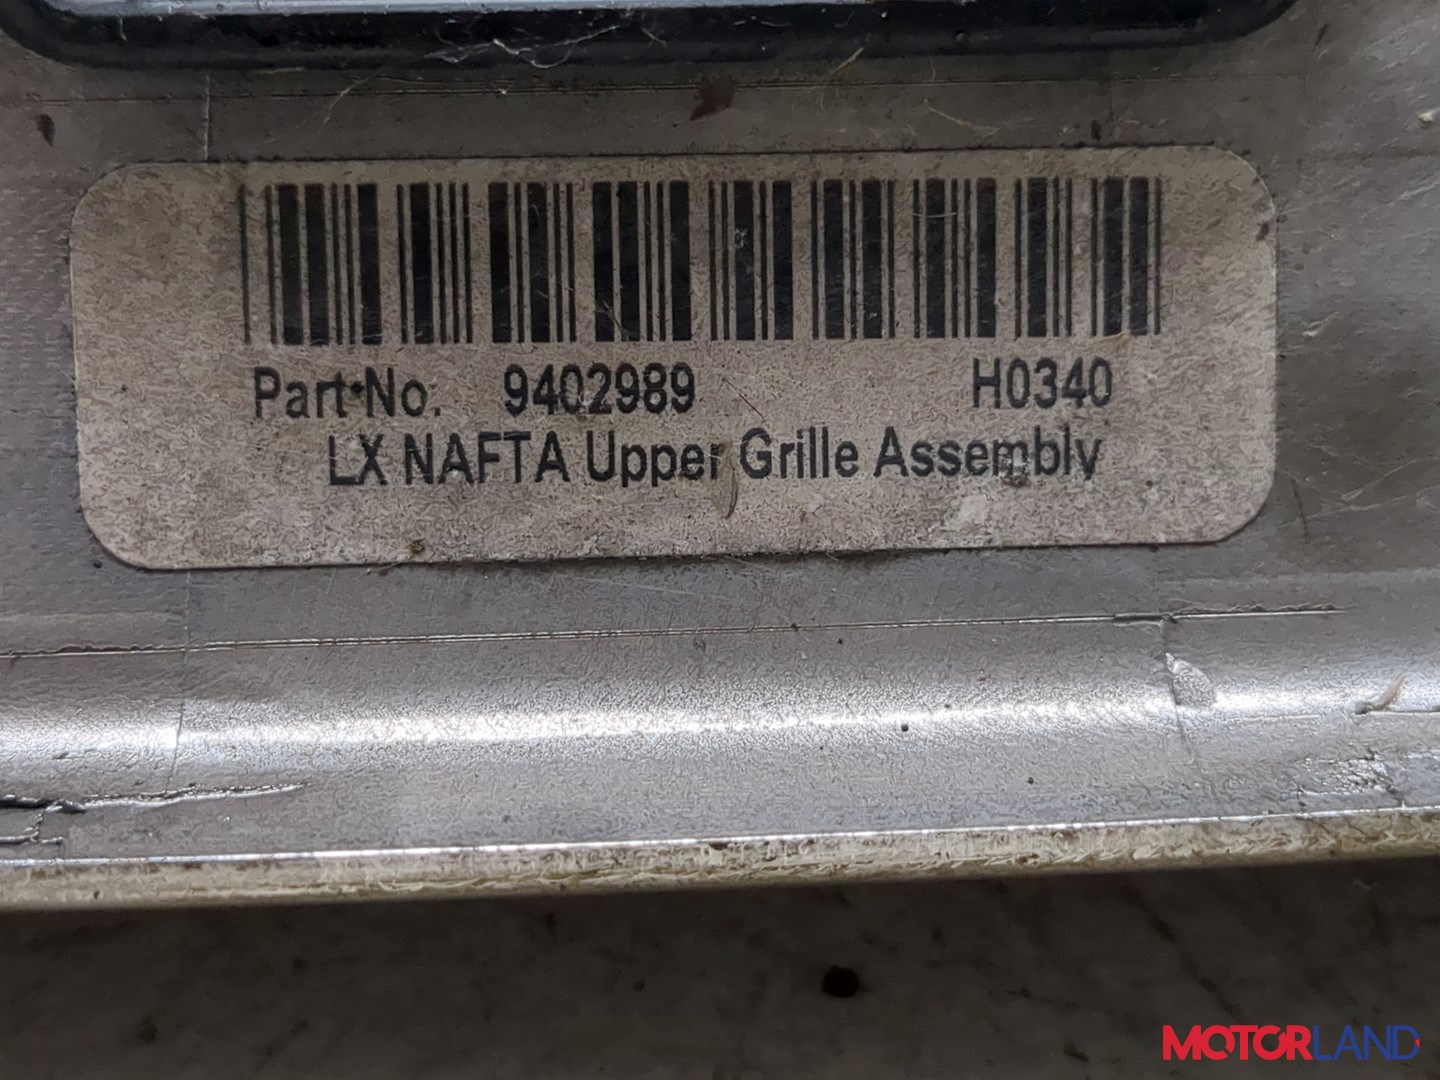 Part No. 9402989 H0340
LX NAFTA Upper Grille Assembly
MOTORLAND